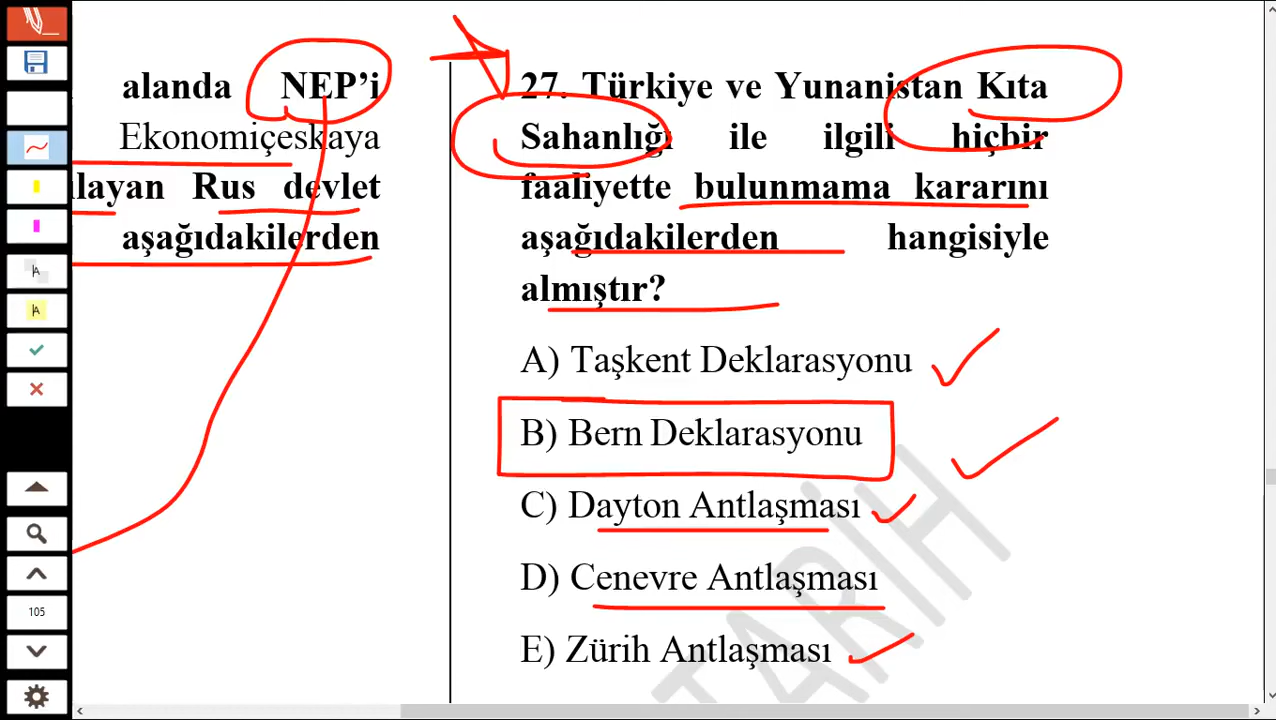 alanda NEP’i
Ekonomiçeskaya
layan Rus devlet
aşağıdakilerden
27. Türkiye ve Yunanistan Kıta
Sahanlığı ile ilgili hiçbir
faaliyette bulunmama kararını
aşağıdakilerden hangisiyle
almıştır?
A) Taşkent Deklarasyonu
B) Bern Deklarasyonu
C) Dayton Antlaşması
D) Cenevre Antlaşması
E) Zürih Antlaşması
TARİH
105